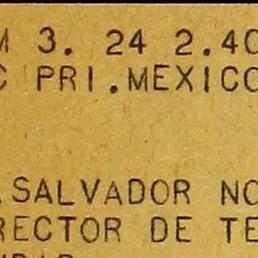 M 3. 24 2.40
C PRI.MEXICO
.SALVADOR NO
RECTOR DE TE